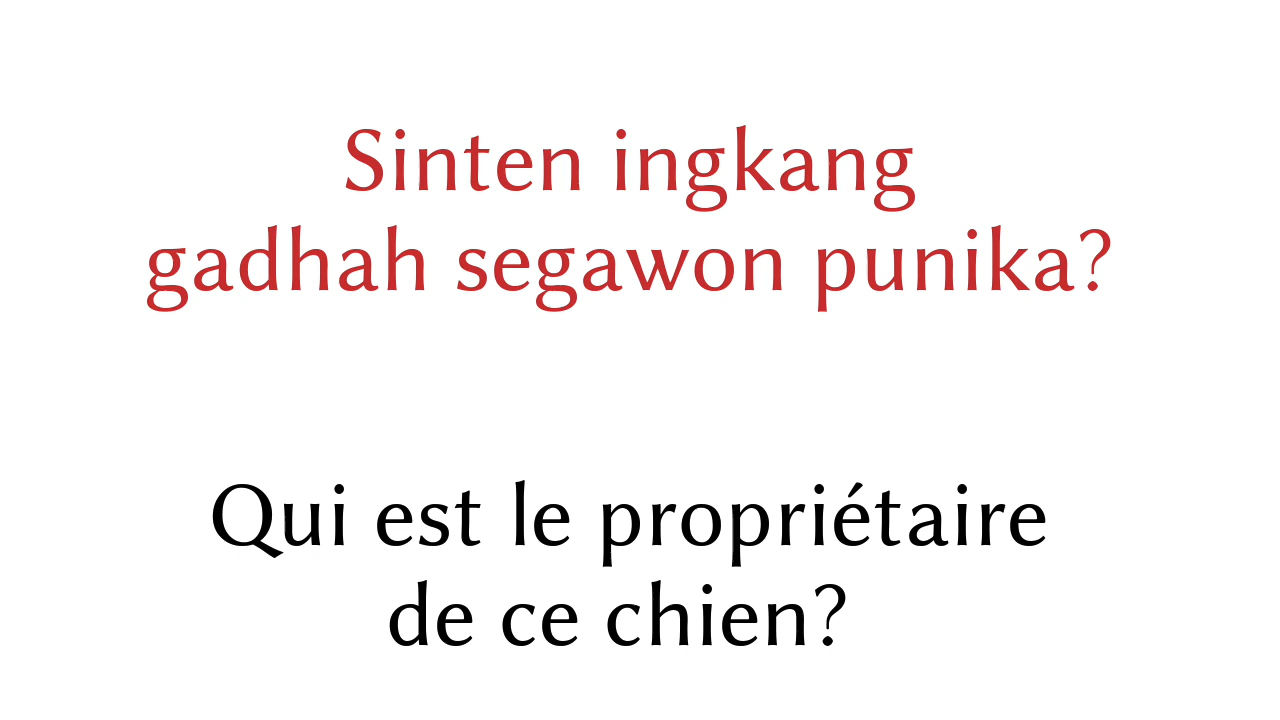 Sinten ingkang
gadhah segawon punika?
Qui est le propriétaire
de ce chien?